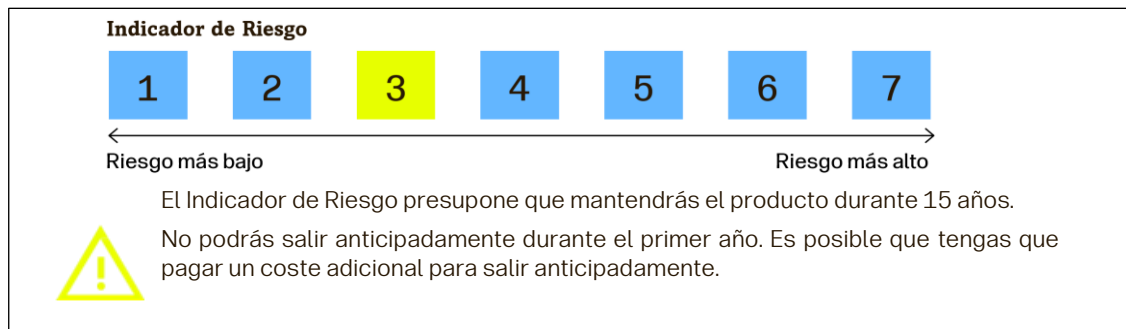 Indicador de Riesgo
1 2 3 4 5 6 7
Riesgo más bajo Riesgo más alto
El Indicador de Riesgo presupone que mantendrás el producto durante 15 años.
No podrás salir anticipadamente durante el primer año. Es posible que tengas que
pagar un coste adicional para salir anticipadamente.